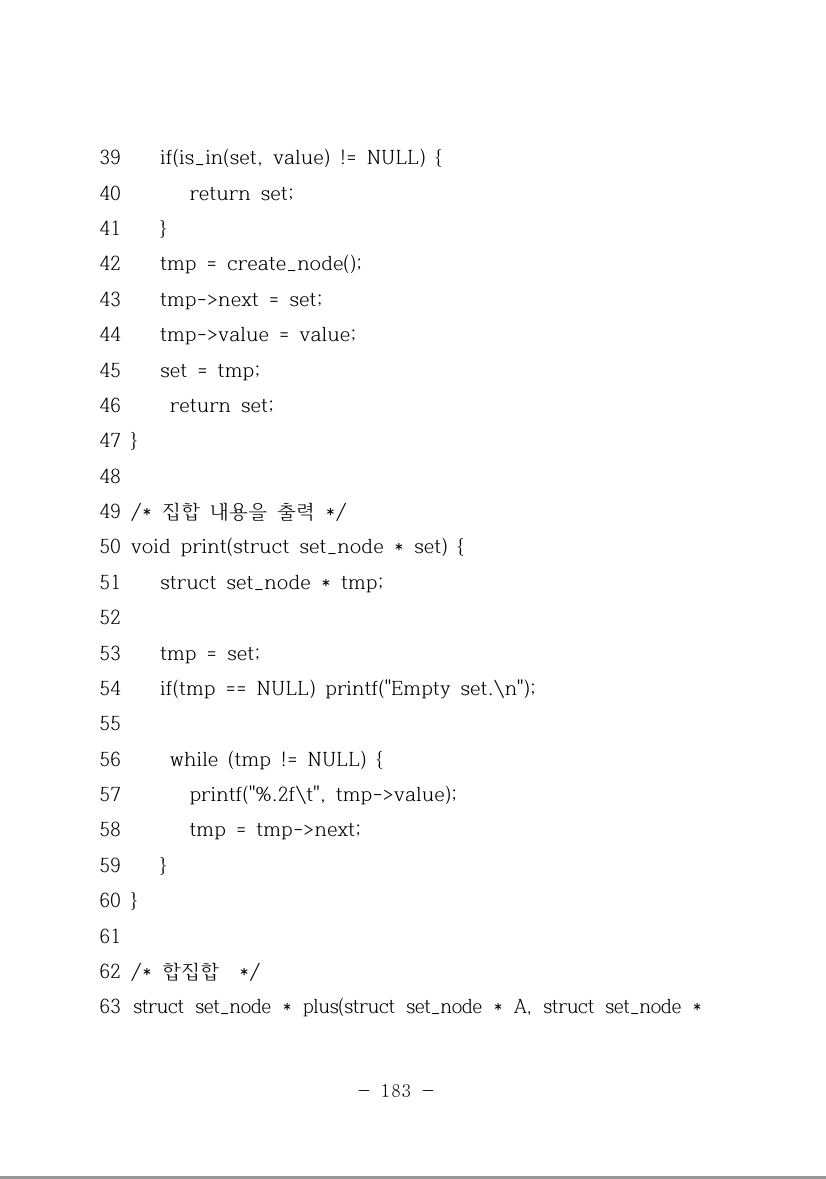 39    if(is_in(set, value) != NULL) {
40       return set;
41    }
42    tmp = create_node();
43    tmp->next = set;
44    tmp->value = value;
45    set = tmp;
46     return set;
47 }
48
49 /* 집합 내용을 출력 */
50 void print(struct set_node * set) {
51    struct set_node * tmp;
52
53    tmp = set;
54    if(tmp == NULL) printf("Empty set.\n");
55
56     while (tmp != NULL) {
57       printf("%.2f\t", tmp->value);
58       tmp = tmp->next;
59    }
60 }
61
62 /* 합집합  */
63 struct set_node * plus(struct set_node * A, struct set_node *
- 183 -